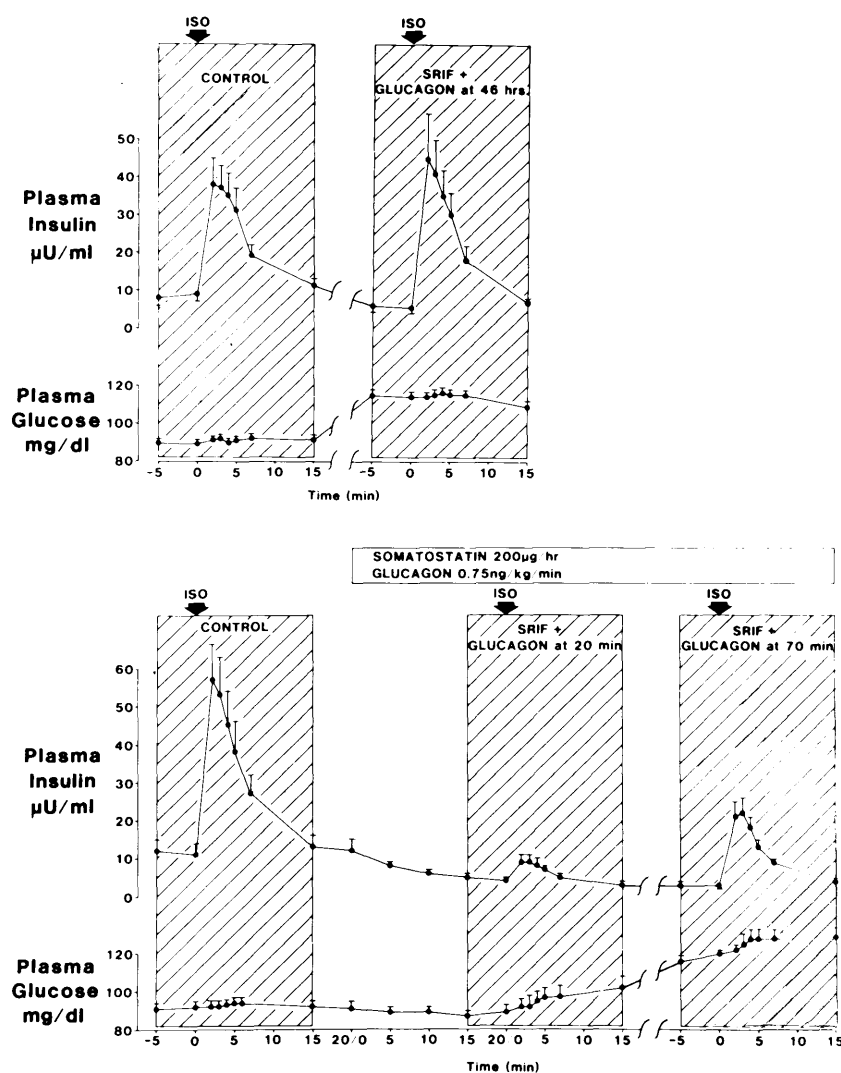 ISO ISO
CONTROL
SRIF +
GLUCAGON at 46 hrs.
Plasma
Insulin
µU/ml
50
40
30
20
10
0
Plasma
Glucose
mg/dl
120
100
80
-5 0 5 10 15 -5 0 5 10 15
Time (min)
SOMATOSTATIN 200µg/hr
GLUCAGON 0.75ng/kg/min
ISO ISO ISO
CONTROL
SRIF +
GLUCAGON at 20 min
SRIF +
GLUCAGON at 70 min
Plasma
Insulin
µU/ml
60
50
40
30
20
10
0
Plasma
Glucose
mg/dl
120
100
80
-5 0 5 10 15 20/0 5 10 15 20 0 5 10 15 -5 0 5 10 15
Time (min)